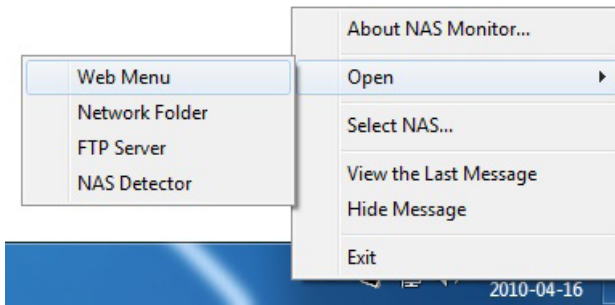 About NAS Monitor...
Open
Select NAS...
View the Last Message
Hide Message
Exit
Web Menu
Network Folder
FTP Server
NAS Detector
2010-04-16